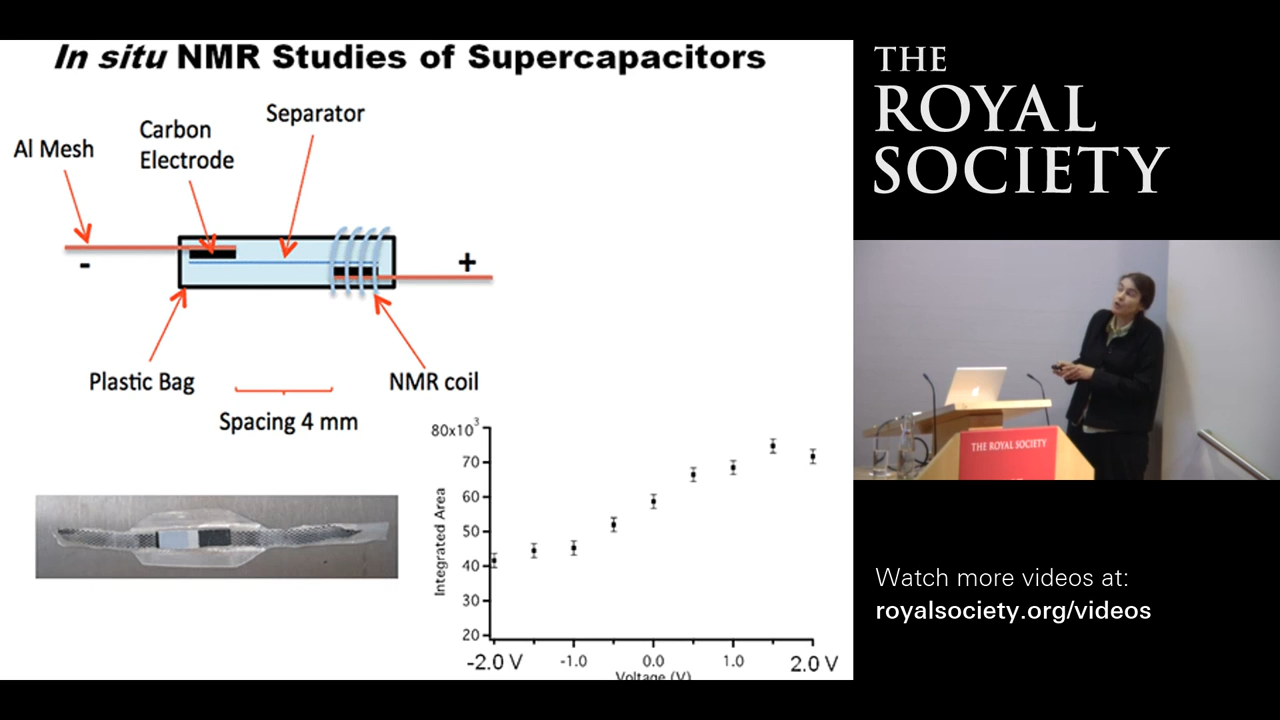 In situ NMR Studies of Supercapacitors
Separator
Carbon
Electrode
Al Mesh
-
+
Plastic Bag
NMR coil
Spacing 4 mm
80x10³
70
60
50
40
30
20
Integrated Area
-2.0 V
-1.0
0.0
1.0
2.0 V
Voltage (V)
THE
ROYAL
SOCIETY
THE ROYAL SOCIETY
Watch more videos at:
royalsociety.org/videos